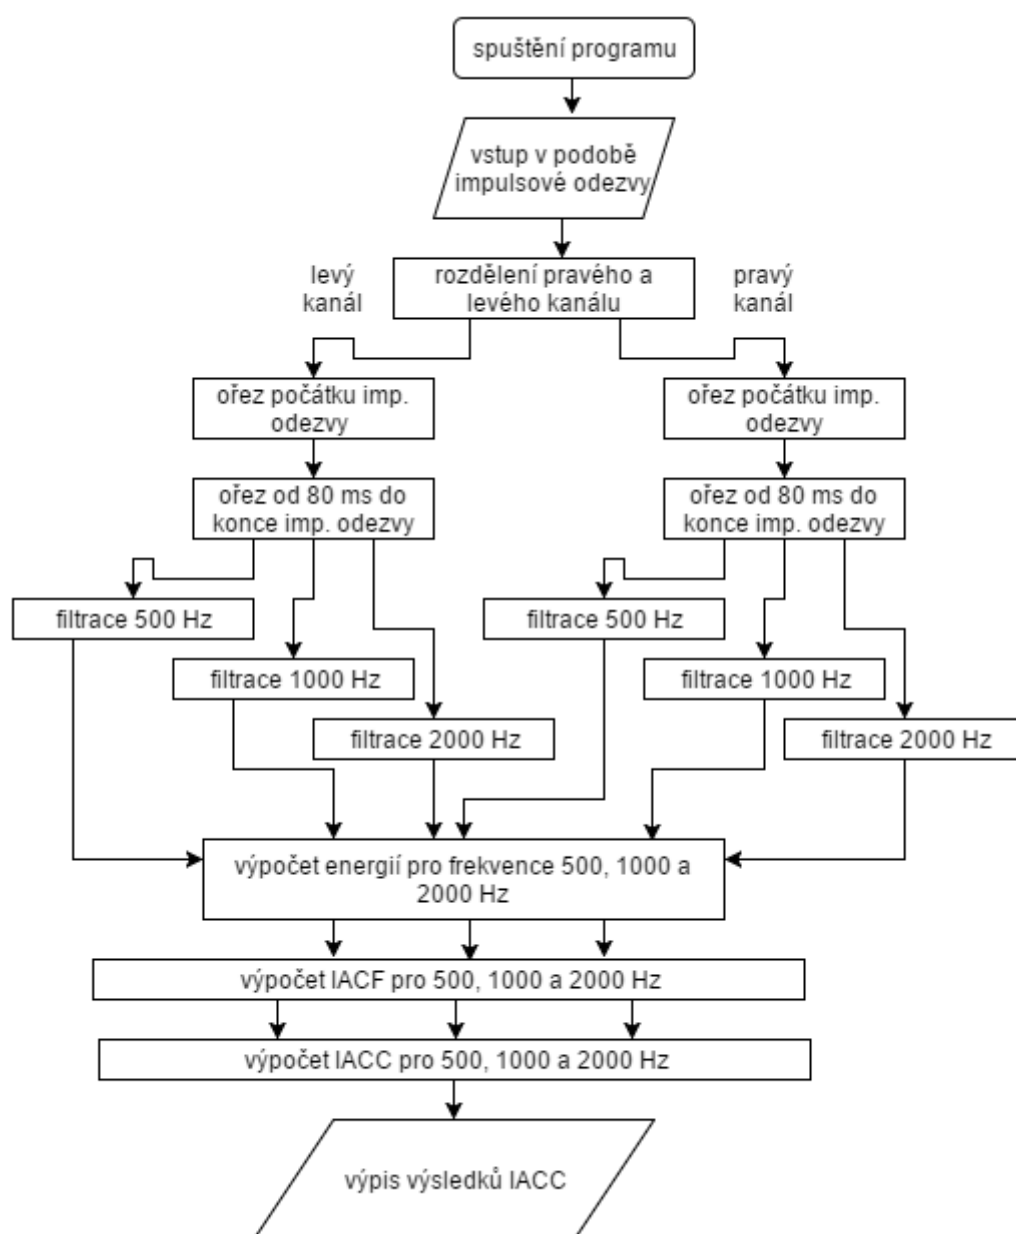 spuštění programu
vstup v podobě
impulsové odezvy
levý
kanál
rozdělení pravého a
levého kanálu
pravý
kanál
ořez počátku imp.
odezvy
ořez počátku imp.
odezvy
ořez od 80 ms do
konce imp. odezvy
ořez od 80 ms do
konce imp. odezvy
filtrace 500 Hz
filtrace 500 Hz
filtrace 1000 Hz
filtrace 1000 Hz
filtrace 2000 Hz
filtrace 2000 Hz
výpočet energií pro frekvence 500, 1000 a
2000 Hz
výpočet IACF pro 500, 1000 a 2000 Hz
výpočet IACC pro 500, 1000 a 2000 Hz
výpis výsledků IACC